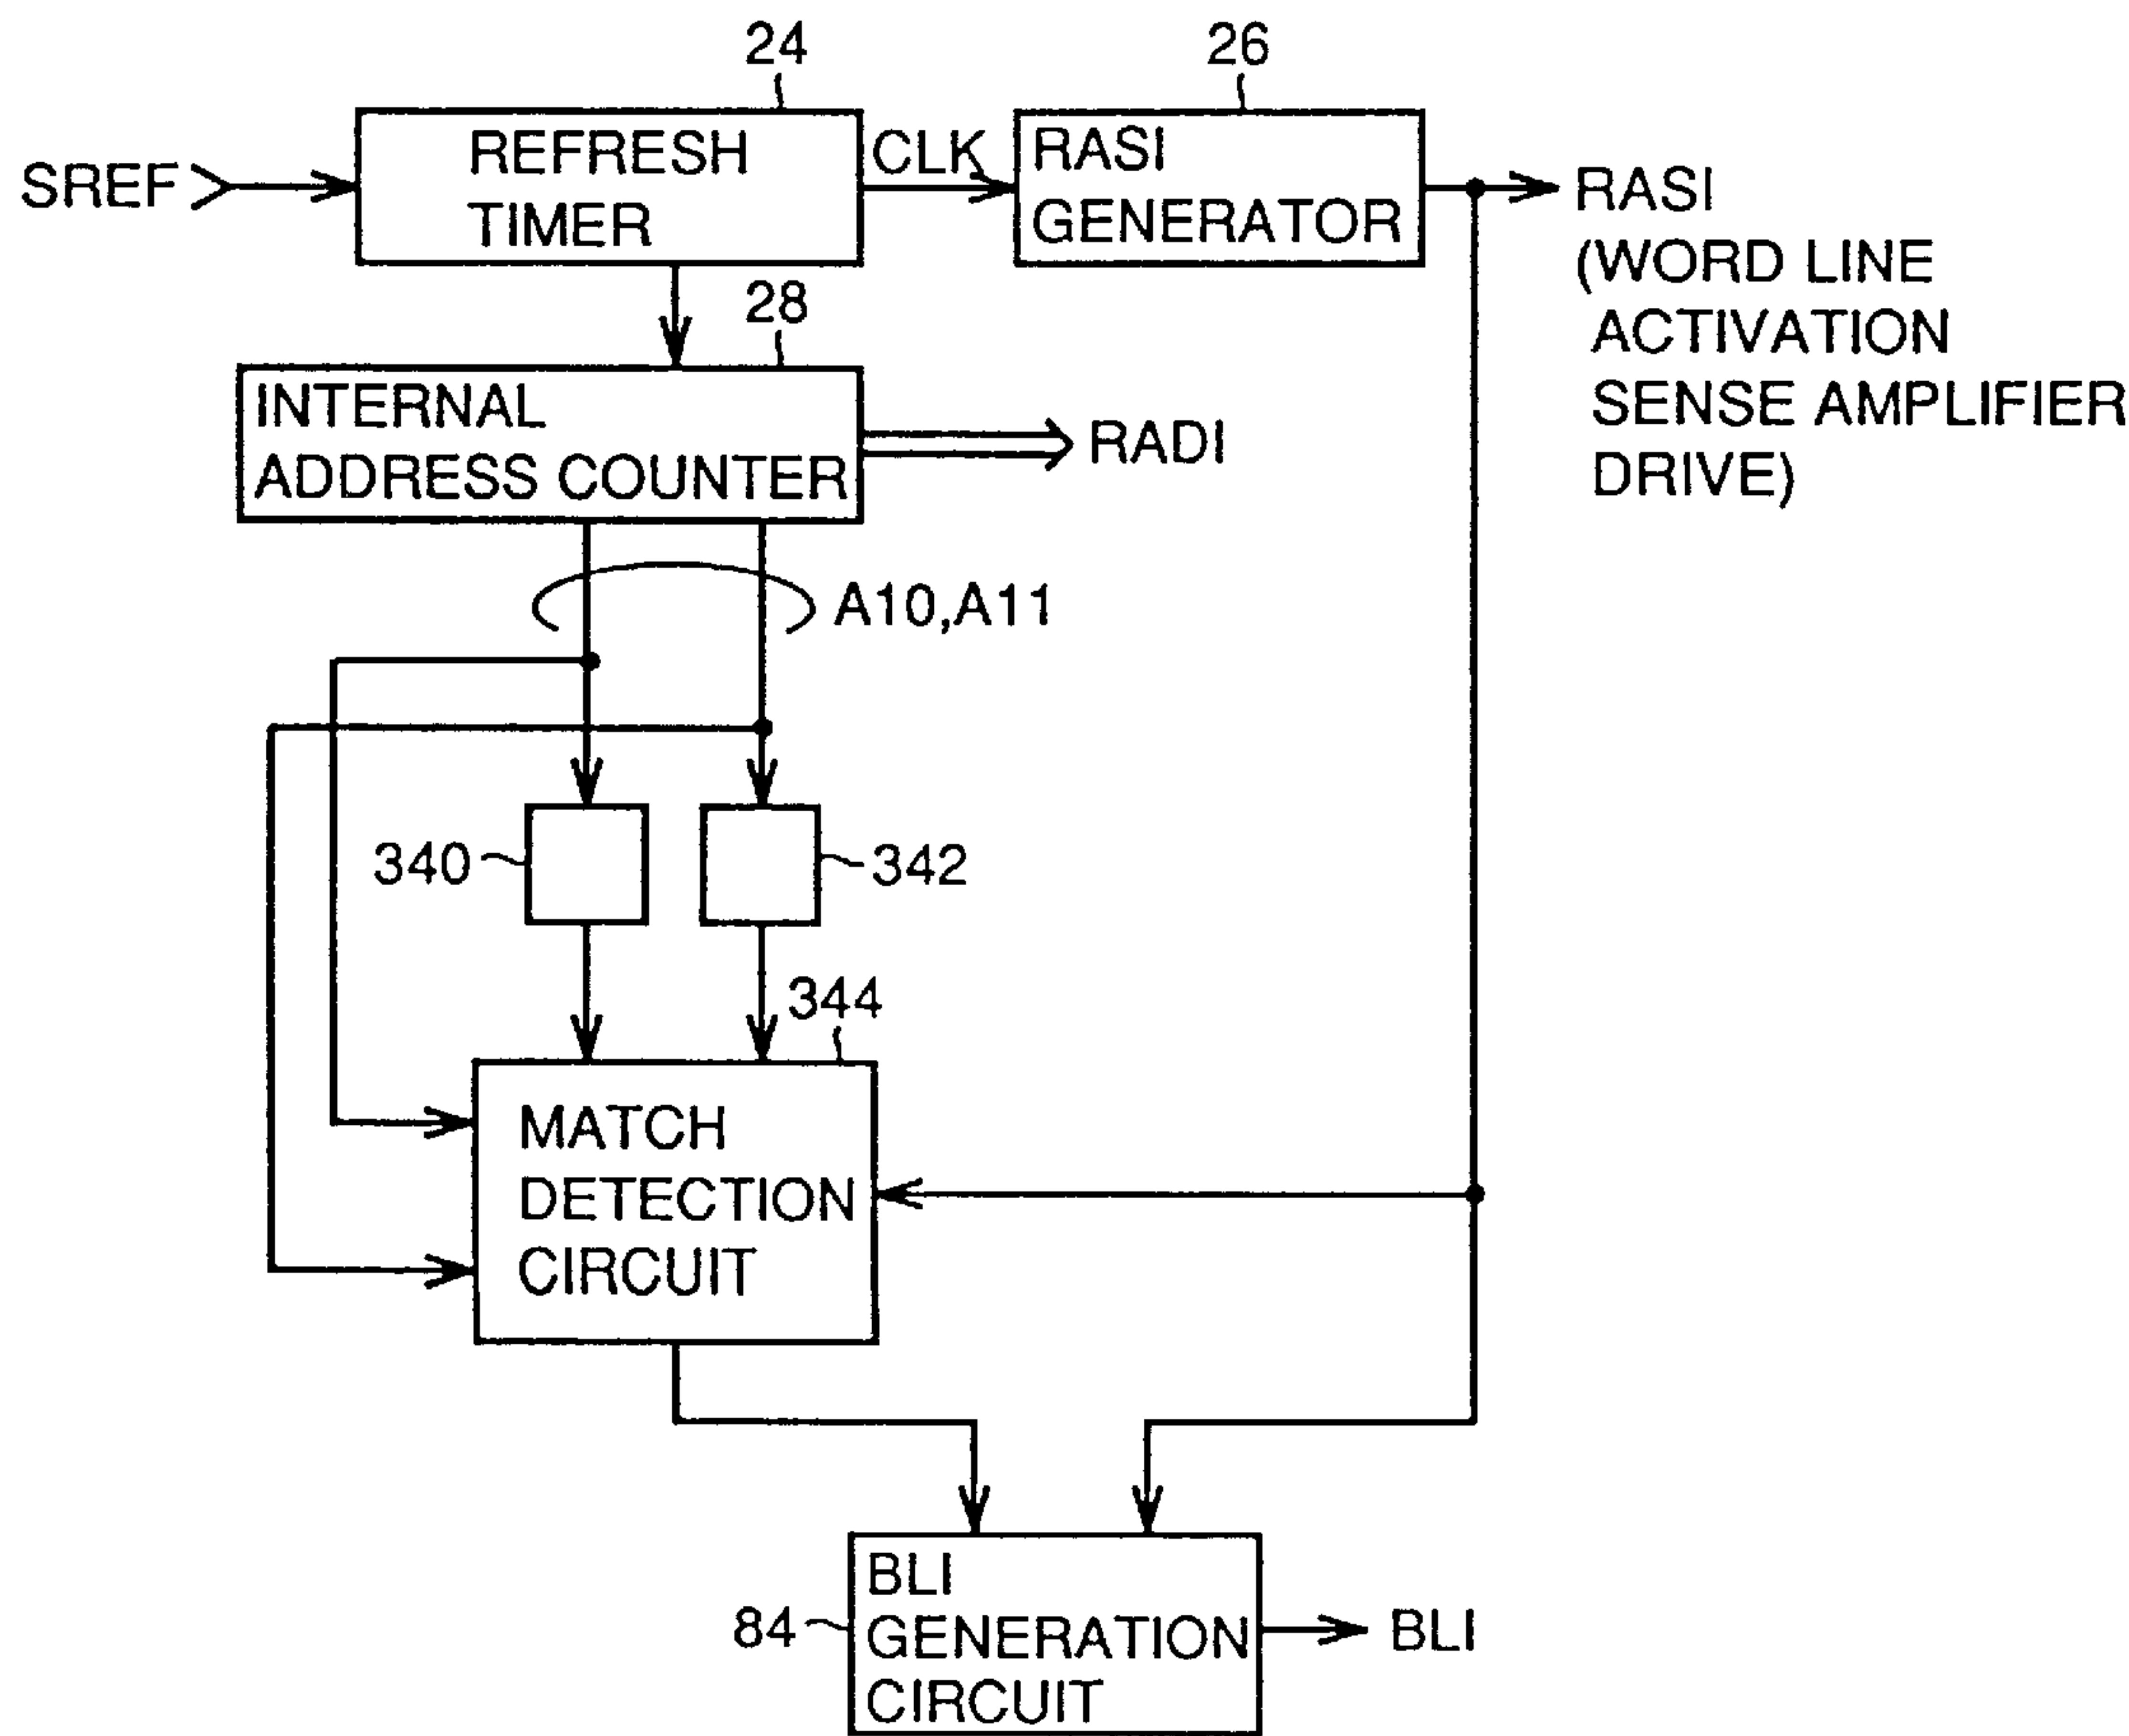 24
26
REFRESH
TIMER
CLK
RASI
GENERATOR
SREF
RASI
(WORD LINE
ACTIVATION
SENSE AMPLIFIER
DRIVE)
28
INTERNAL
ADDRESS COUNTER
RADI
A10,A11
340
342
344
MATCH
DETECTION
CIRCUIT
84
BLI
GENERATION
CIRCUIT
BLI